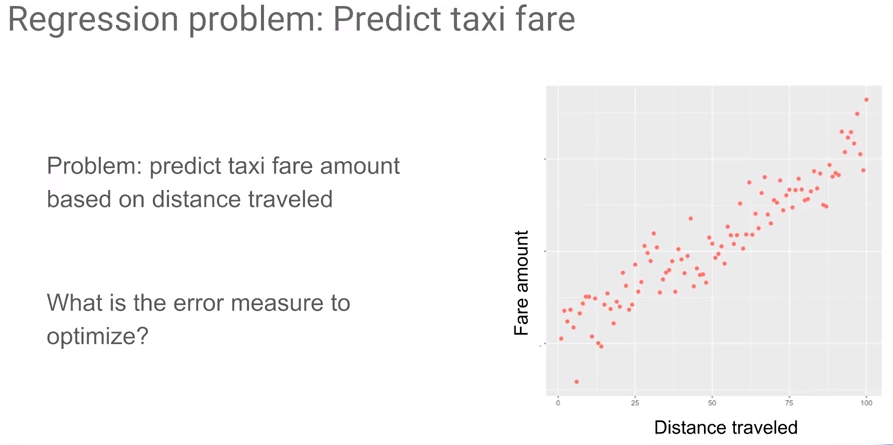 Regression problem: Predict taxi fare
Problem: predict taxi fare amount
based on distance traveled
What is the error measure to
optimize?
Fare amount
0
25
50
75
100
Distance traveled